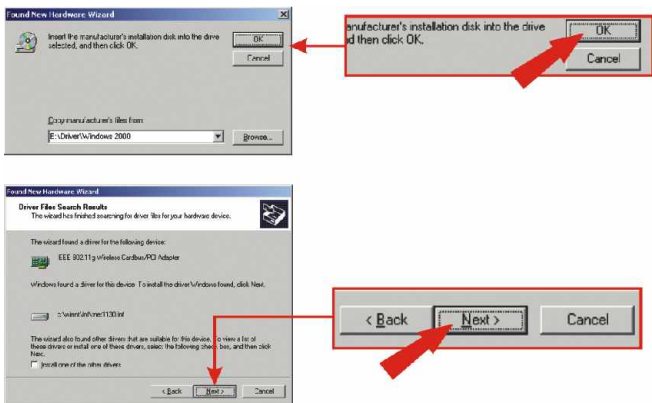 Found New Hardware Wizard
Insert the manufacturer's installation disk into the drive
selected, and then click OK.
OK
Cancel
Copy manufacturer's files from:
E:\Driver\Windows 2000
Browse...
anufacturer's installation disk into the drive
d then click OK.
OK
Cancel
Found New Hardware Wizard
Driver Files Search Results
The wizard has finished searching for driver files for your hardware device.
The wizard found a driver for the following device:
IEEE 802.11g Wireless Cardbus/PCI Adapter
Windows found a driver for this device. To install the driver Windows found, click Next.
The wizard also found other drivers that are suitable for this device. To view a list of
these drivers or install one of these drivers, select the following check box, and then click
Next.
Install one of the other drivers
< Back
Next >
Cancel
< Back
Next >
Cancel